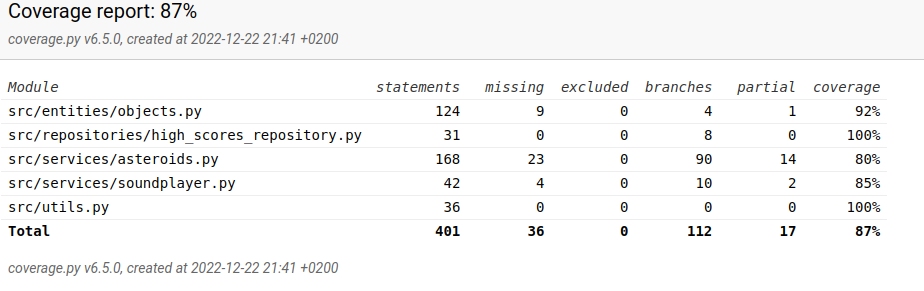 Coverage report: 87%
coverage.py v6.5.0, created at 2022-12-22 21:41 +0200
Module statements missing excluded branches partial coverage
src/entities/objects.py 124 9 0 4 1 92%
src/repositories/high_scores_repository.py 31 0 0 8 0 100%
src/services/asteroids.py 168 23 0 90 14 80%
src/services/soundplayer.py 42 4 0 10 2 85%
src/utils.py 36 0 0 0 0 100%
Total 401 36 0 112 17 87%
coverage.py v6.5.0, created at 2022-12-22 21:41 +0200